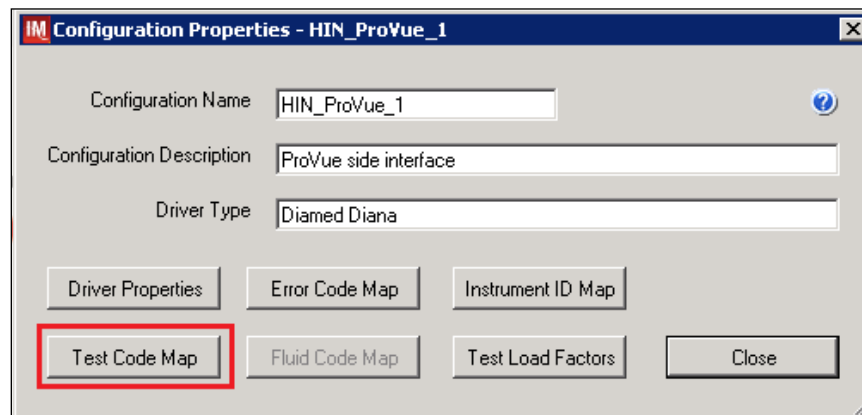 IM Configuration Properties - HIN_ProVue_1
Configuration Name HIN_ProVue_1
Configuration Description ProVue side interface
Driver Type Diamed Diana
Driver Properties Error Code Map Instrument ID Map
Test Code Map Fluid Code Map Test Load Factors Close